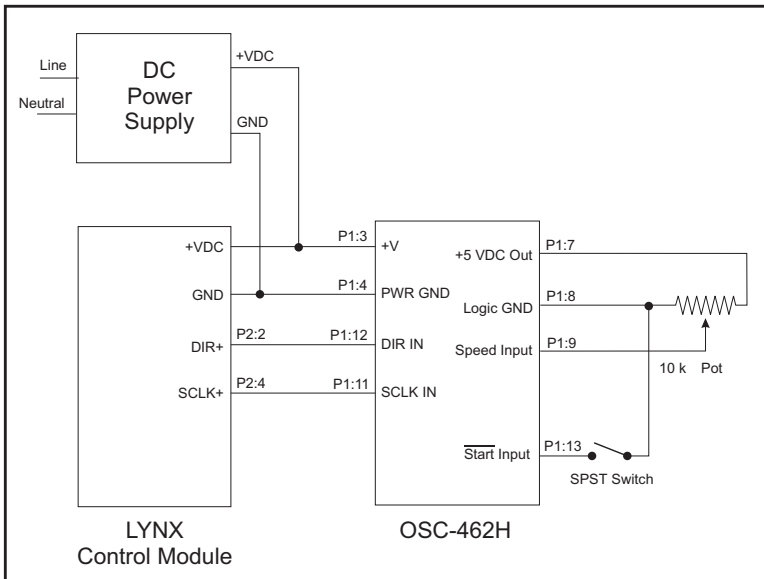 Line
Neutral
DC
Power
Supply
+VDC
GND
+VDC
P1:3
+V
GND
P1:4
PWR GND
DIR+
P2:2
P1:12
DIR IN
SCLK+
P2:4
P1:11
SCLK IN
+5 VDC Out
P1:7
Logic GND
P1:8
Speed Input
P1:9
10 k Pot
Start Input
P1:13
SPST Switch
LYNX
Control Module
OSC-462H